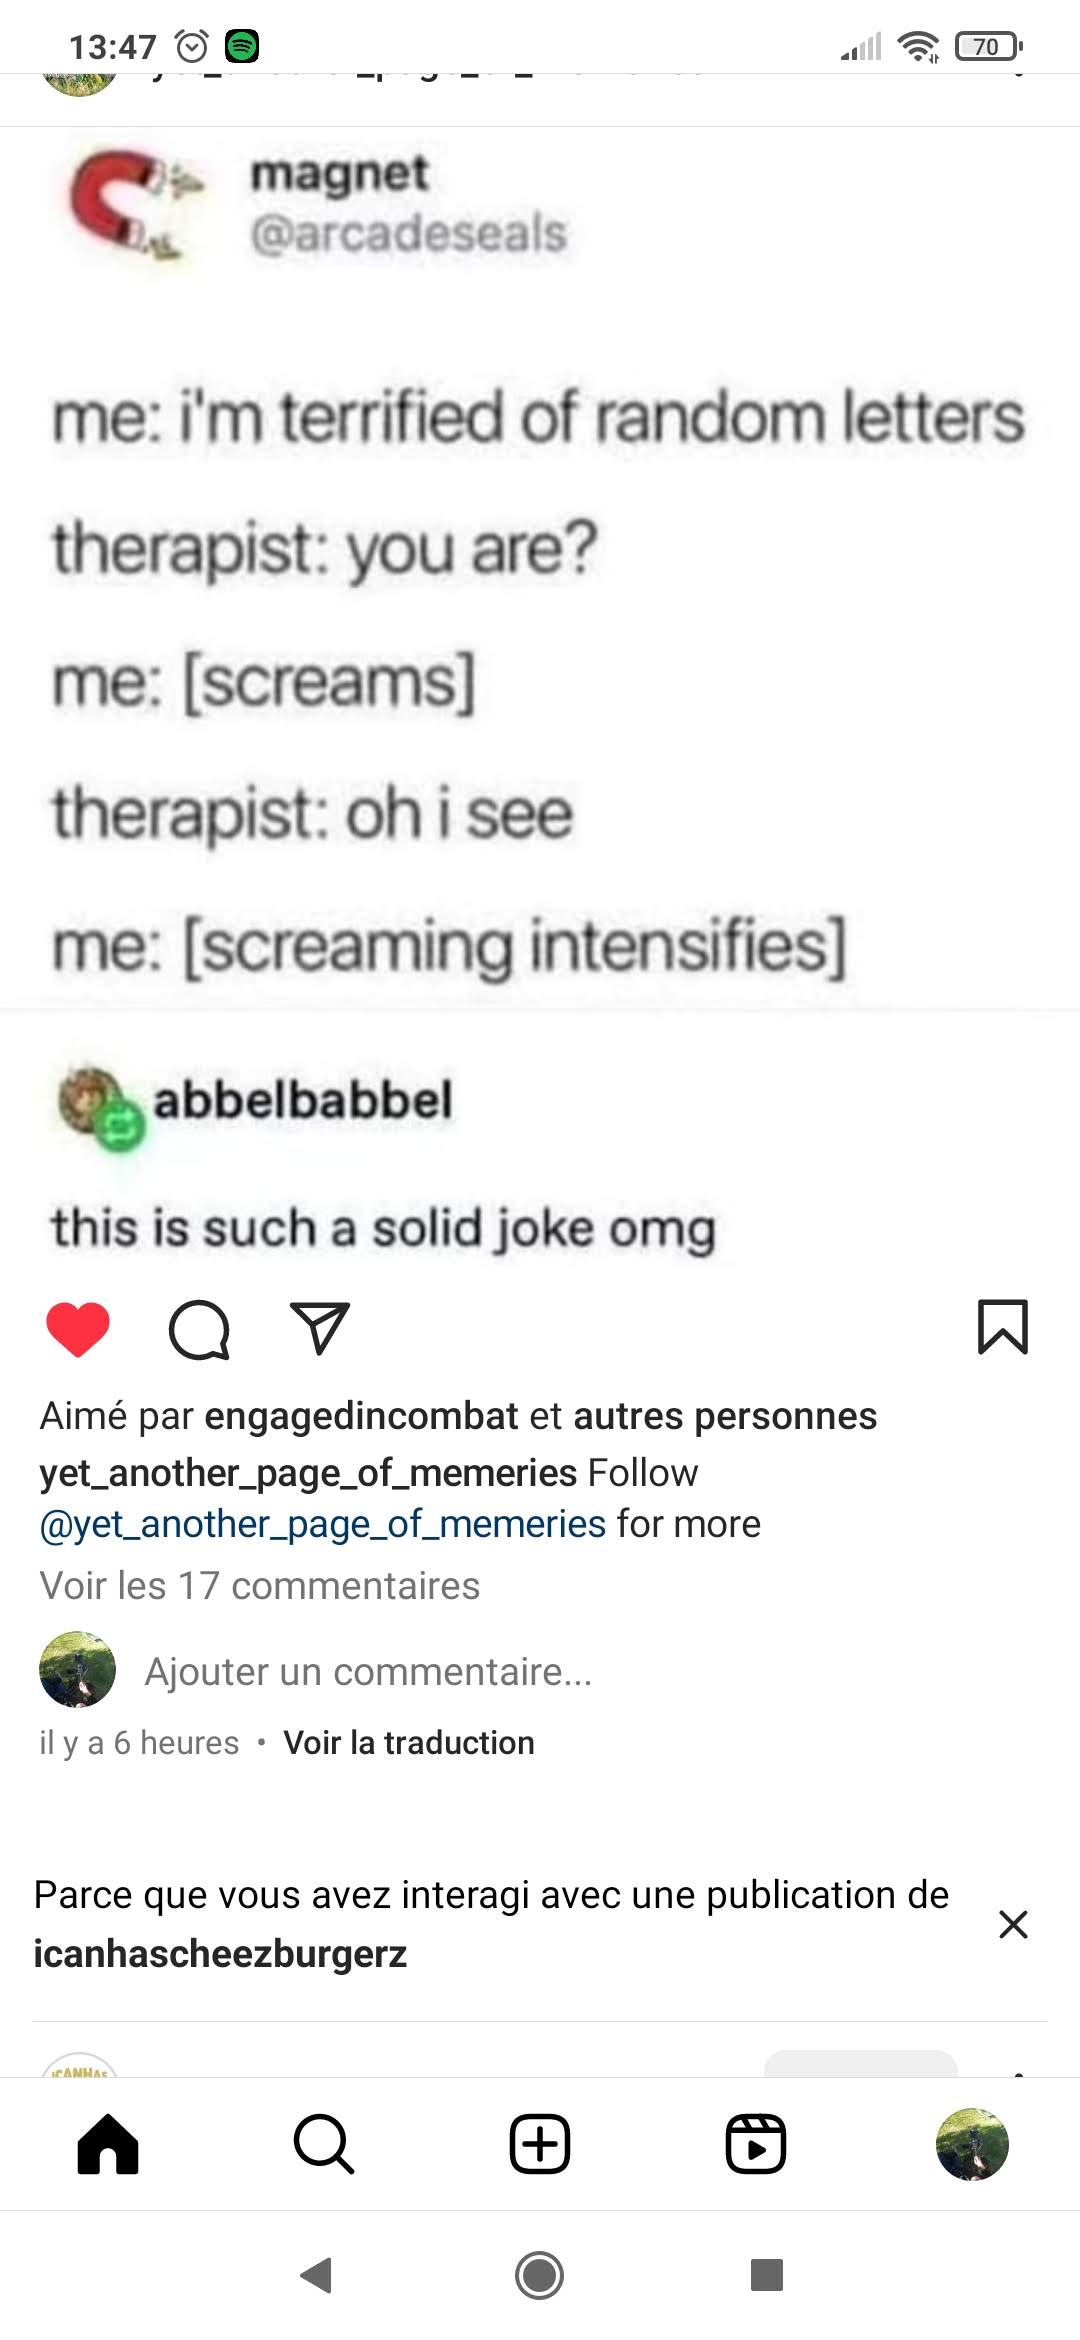 13:47
70
magnet
@arcadeseals
me: i'm terrified of random letters
therapist: you are?
me: [screams]
therapist: oh i see
me: [screaming intensifies]
abbelbabbel
this is such a solid joke omg
Aimé par engagedincombat et autres personnes
yet_another_page_of_memeries Follow
@yet_another_page_of_memeries for more
Voir les 17 commentaires
Ajouter un commentaire...
il y a 6 heures • Voir la traduction
Parce que vous avez interagi avec une publication de
icanhascheezburgerz